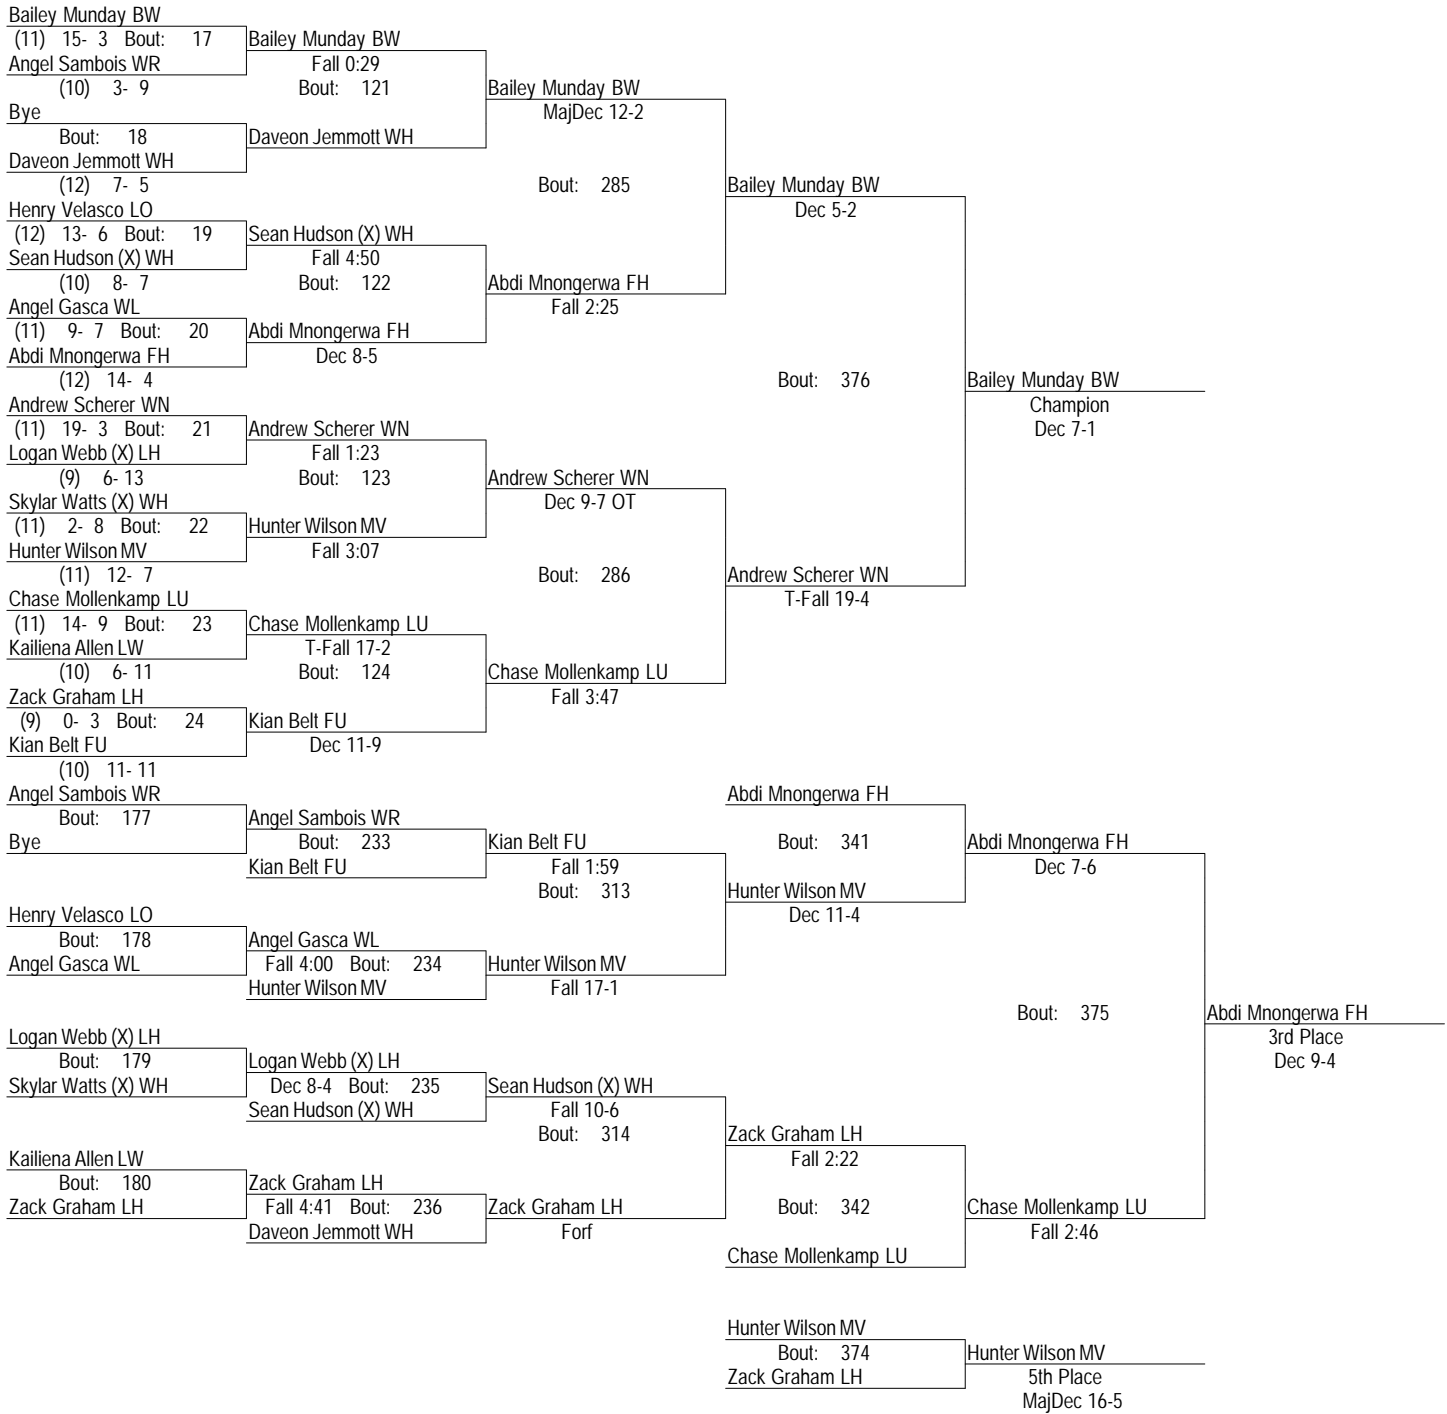 Bailey Munday BW
(11) 15- 3 Bout: 17 Bailey Munday BW
Angel Sambois WR Fall 0:29
(10) 3- 9 Bout: 121 Bailey Munday BW
Bye MajDec 12-2
Bout: 18 Daveon Jemmott WH
Daveon Jemmott WH
(12) 7- 5 Bout: 285 Bailey Munday BW
Henry Velasco LO Dec 5-2
(12) 13- 6 Bout: 19 Sean Hudson (X) WH
Sean Hudson (X) WH Fall 4:50
(10) 8- 7 Bout: 122 Abdi Mnongerwa FH
Angel Gasca WL Fall 2:25
(11) 9- 7 Bout: 20 Abdi Mnongerwa FH
Abdi Mnongerwa FH Dec 8-5
(12) 14- 4 Bout: 376 Bailey Munday BW
Andrew Scherer WN Champion
(11) 19- 3 Bout: 21 Andrew Scherer WN Dec 7-1
Logan Webb (X) LH Fall 1:23
(9) 6- 13 Bout: 123 Andrew Scherer WN
Skylar Watts (X) WH Dec 9-7 OT
(11) 2- 8 Bout: 22 Hunter Wilson MV
Hunter Wilson MV Fall 3:07
(11) 12- 7 Bout: 286 Andrew Scherer WN
Chase Mollenkamp LU T-Fall 19-4
(11) 14- 9 Bout: 23 Chase Mollenkamp LU
Kailiena Allen LW T-Fall 17-2
(10) 6- 11 Bout: 124 Chase Mollenkamp LU
Zack Graham LH Fall 3:47
(9) 0- 3 Bout: 24 Kian Belt FU
Kian Belt FU Dec 11-9
(10) 11- 11
Angel Sambois WR Abdi Mnongerwa FH
Bout: 177 Angel Sambois WR
Bye Bout: 233 Kian Belt FU Bout: 341 Abdi Mnongerwa FH
Kian Belt FU Fall 1:59 Dec 7-6
Bout: 313 Hunter Wilson MV
Henry Velasco LO Dec 11-4
Bout: 178 Angel Gasca WL
Angel Gasca WL Fall 4:00 Bout: 234 Hunter Wilson MV
Hunter Wilson MV Fall 17-1
Bout: 375 Abdi Mnongerwa FH
Logan Webb (X) LH 3rd Place
Bout: 179 Logan Webb (X) LH Dec 9-4
Skylar Watts (X) WH Dec 8-4 Bout: 235 Sean Hudson (X) WH
Sean Hudson (X) WH Fall 10-6
Bout: 314 Zack Graham LH
Kailiena Allen LW Fall 2:22
Bout: 180 Zack Graham LH
Zack Graham LH Fall 4:41 Bout: 236 Zack Graham LH Bout: 342 Chase Mollenkamp LU
Daveon Jemmott WH Forf Fall 2:46
Chase Mollenkamp LU
Hunter Wilson MV
Bout: 374 Hunter Wilson MV
Zack Graham LH 5th Place
MajDec 16-5